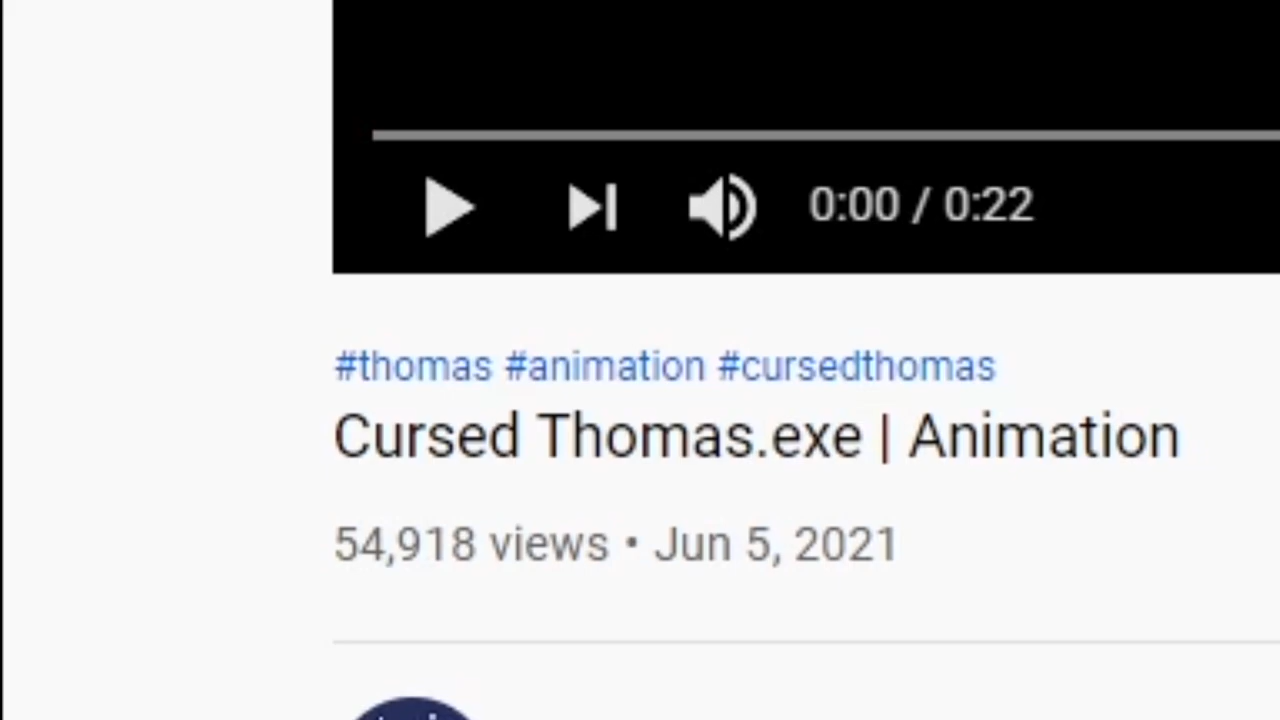 0:00 / 0:22
#thomas #animation #cursedthomas
Cursed Thomas.exe | Animation
54,918 views • Jun 5, 2021